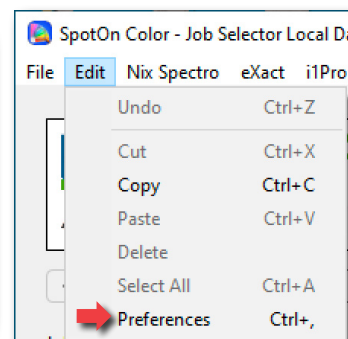 SpotOn Color - Job Selector Local Da
File Edit Nix Spectro eXact i1Pro
Undo Ctrl+Z
Cut Ctrl+X
Copy Ctrl+C
Paste Ctrl+V
Delete
Select All Ctrl+A
Preferences Ctrl+,